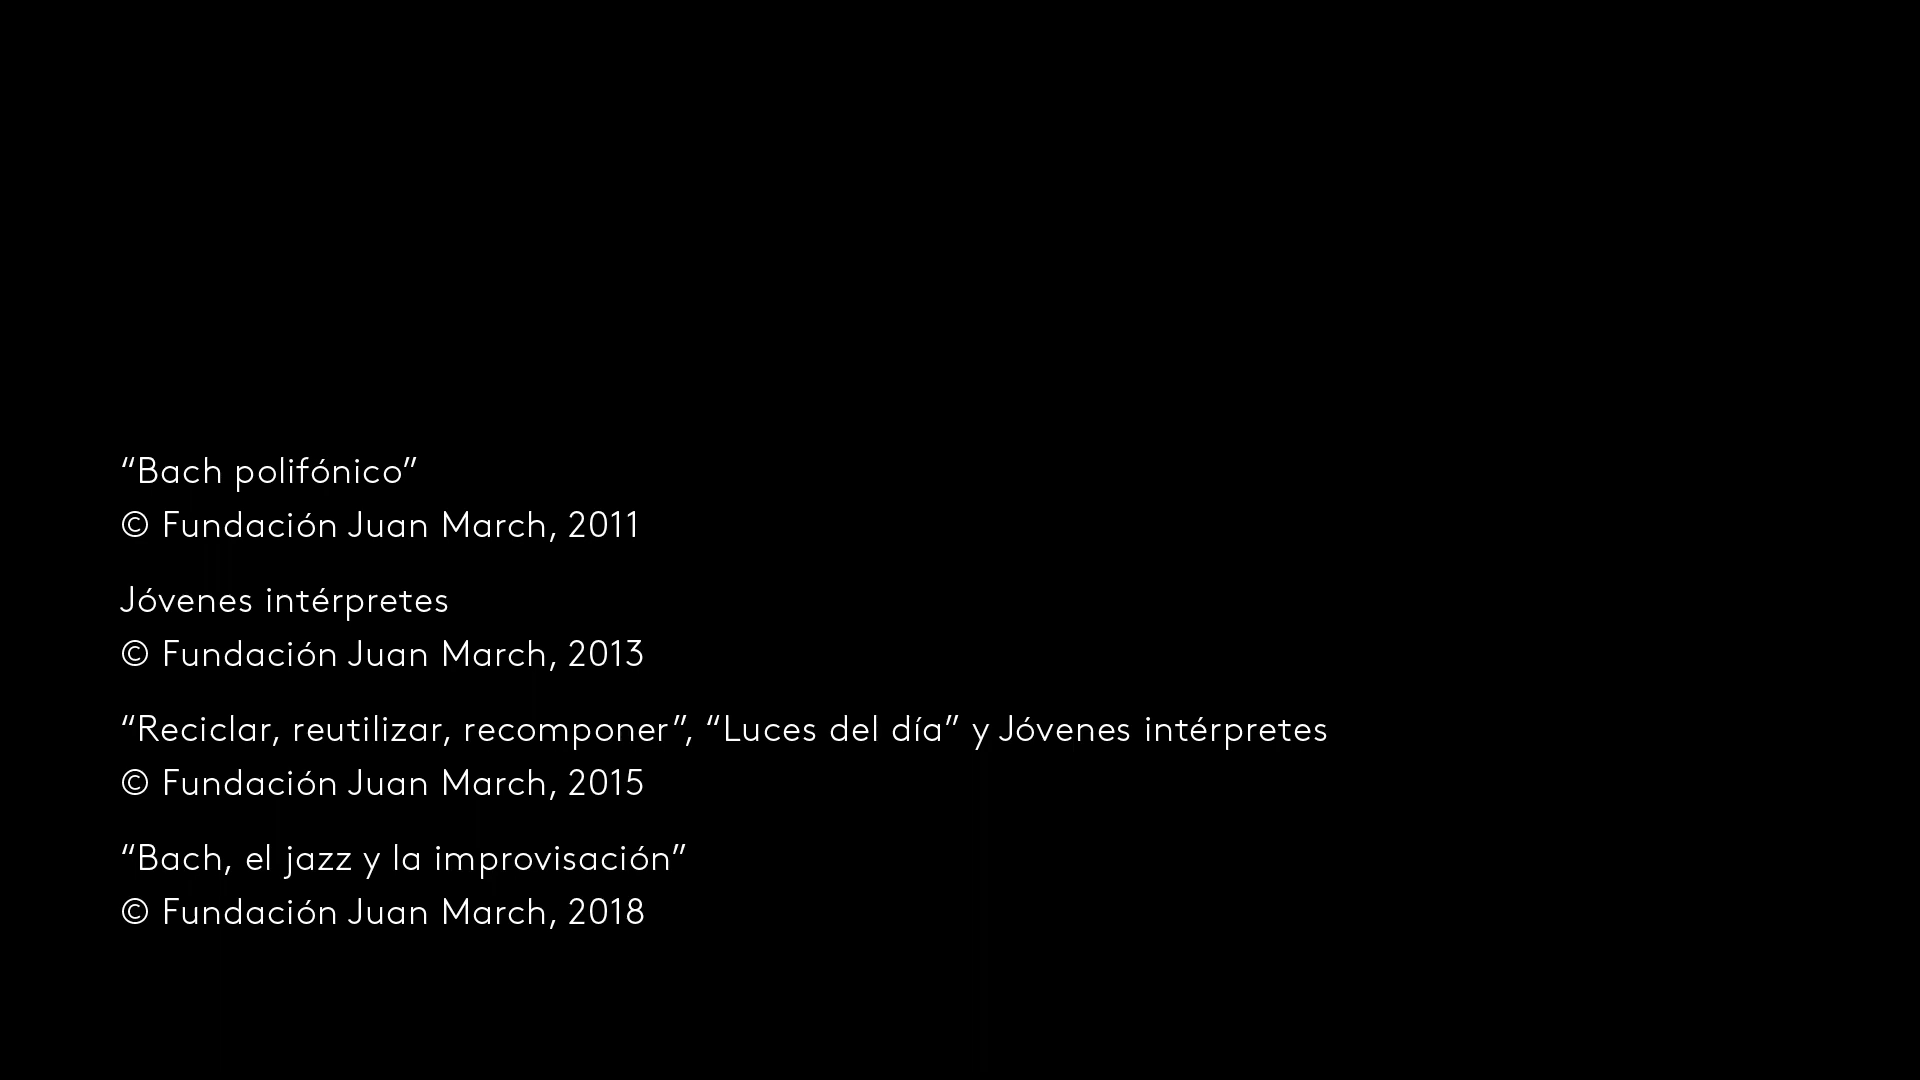 “Bach polifónico”
© Fundación Juan March, 2011
Jóvenes intérpretes
© Fundación Juan March, 2013
“Reciclar, reutilizar, recomponer”, “Luces del día” y Jóvenes intérpretes
© Fundación Juan March, 2015
“Bach, el jazz y la improvisación”
© Fundación Juan March, 2018